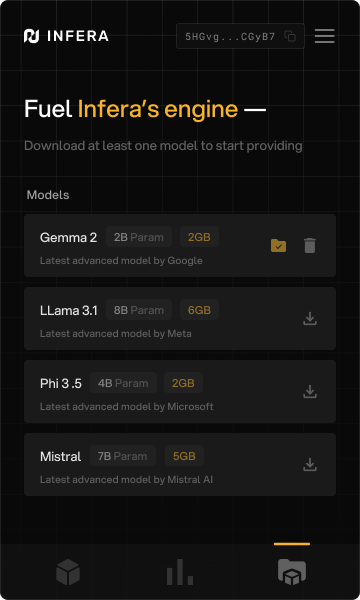 INFERA
5HGvg...CGyB7
Fuel Infera’s engine —
Download at least one model to start providing
Models
Gemma 2 2B Param 2GB
Latest advanced model by Google
LLama 3.1 8B Param 6GB
Latest advanced model by Meta
Phi 3 .5 4B Param 2GB
Latest advanced model by Microsoft
Mistral 7B Param 5GB
Latest advanced model by Mistral AI